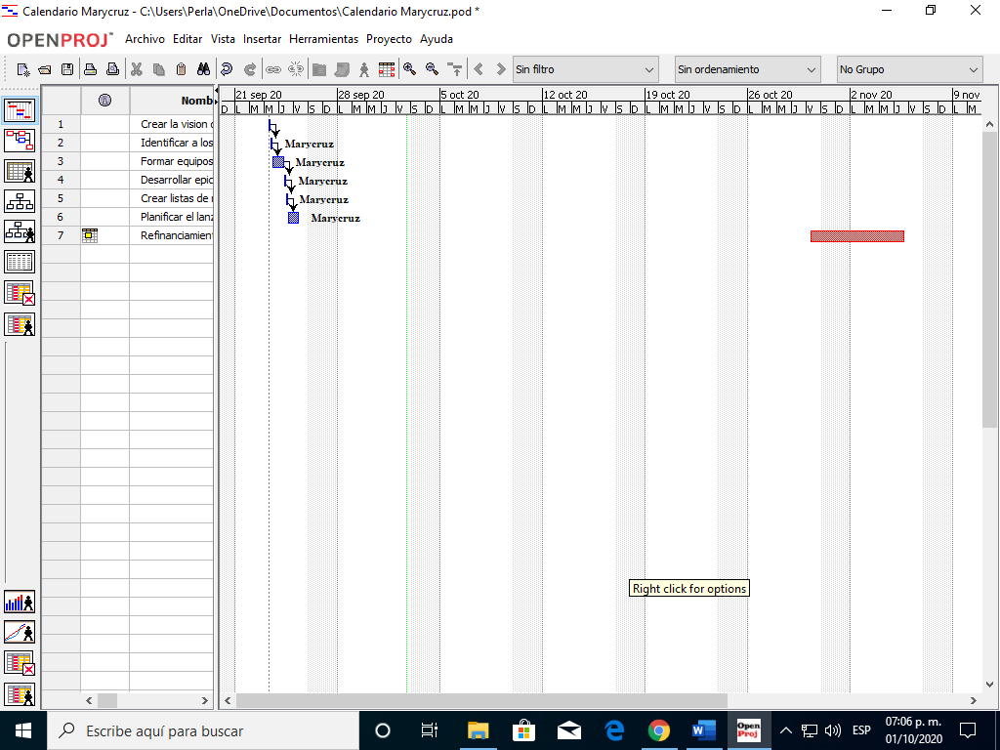 Calendario Marycruz - C:\Users\Perla\OneDrive\Documentos\Calendario Marycruz.pod *
OPENPROJ™ Archivo Editar Vista Insertar Herramientas Proyecto Ayuda
Sin filtro Sin ordenamiento No Grupo
Nomb 21 sep 20 28 sep 20 5 oct 20 12 oct 20 19 oct 20 26 oct 20 2 nov 20 9 nov
D L M M J V S D L M M J V S D L M M J V S D L M M J V S D L M M J V S D L M M J V S D L M M J V S D L M
1 Crear la vision
2 Identificar a los Marycruz
3 Formar equipos Marycruz
4 Desarrollar epic Marycruz
5 Crear listas de Marycruz
6 Planificar el lanz Marycruz
7 Refinanciamien
Right click for options
Escribe aquí para buscar
Open
Proj
ESP
07:06 p. m.
01/10/2020